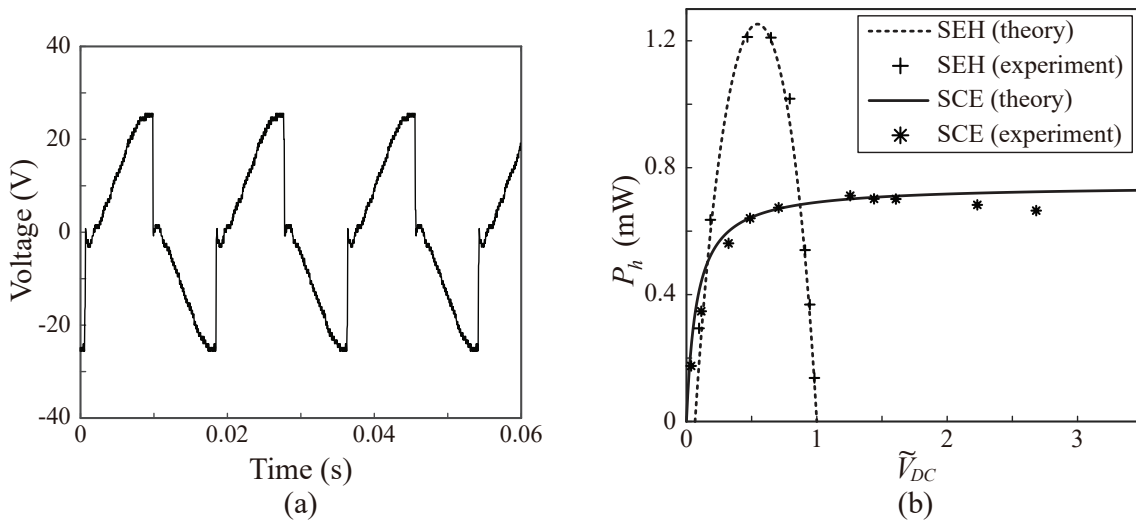 40
20
0
-20
-40
Voltage (V)
0
0.02
0.04
0.06
Time (s)
(a)
1.2
0.8
0.4
0
P_h (mW)
SEH (theory)
SEH (experiment)
SCE (theory)
SCE (experiment)
0
1
2
3
Ṽ_DC
(b)